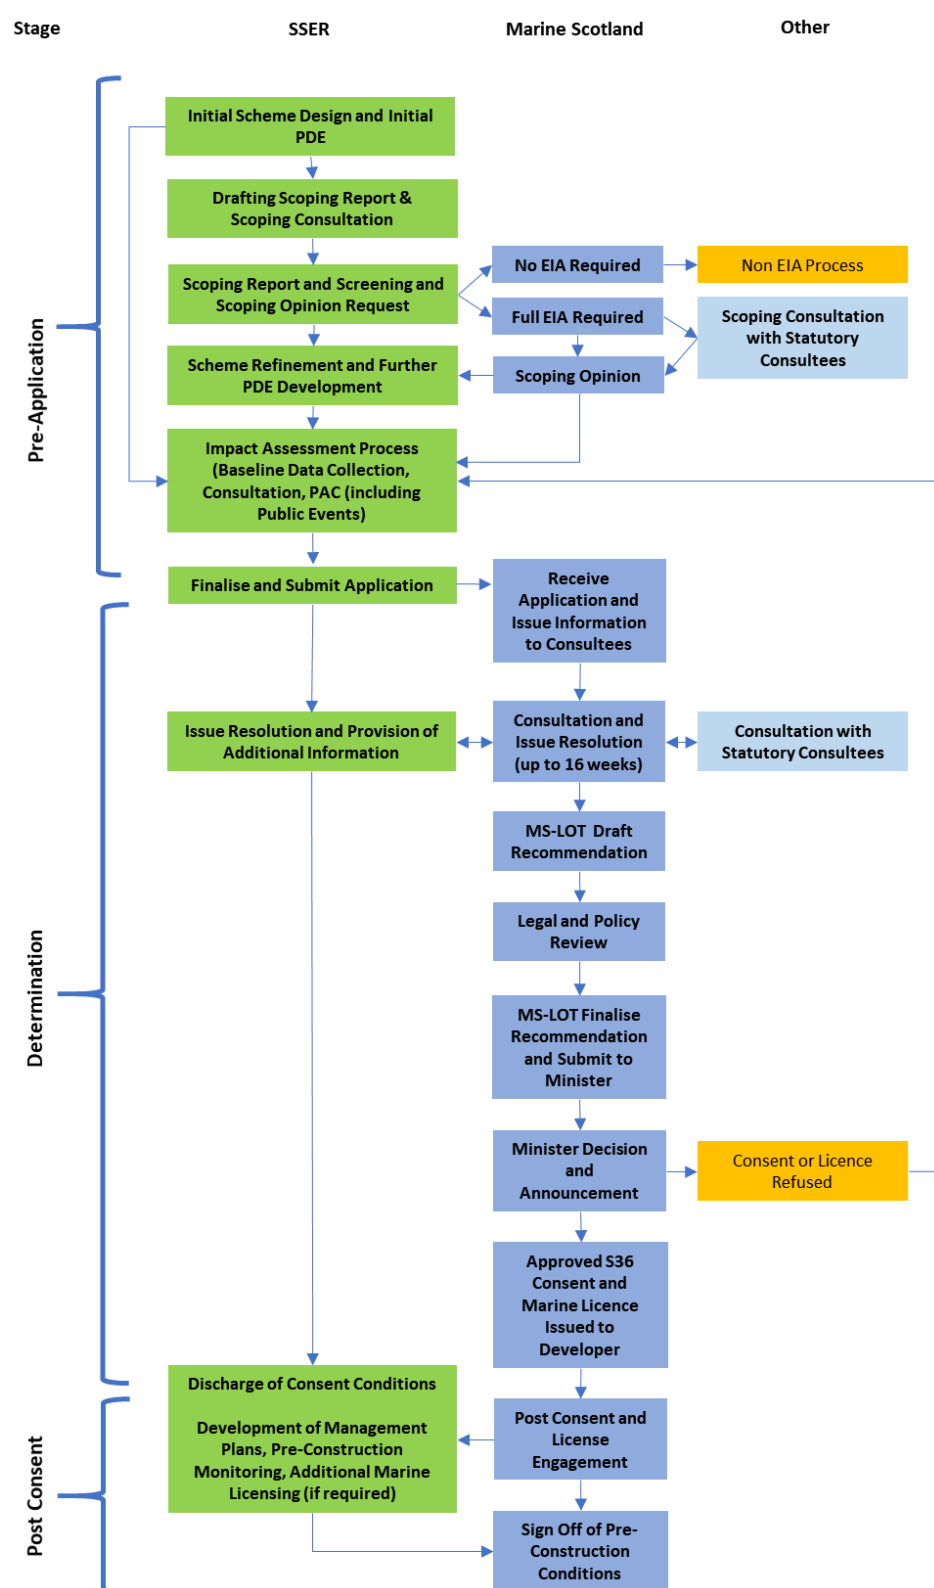 Stage
SSER
Marine Scotland
Other
Pre-Application
Initial Scheme Design and Initial
PDE
Drafting Scoping Report &
Scoping Consultation
Scoping Report and Screening and
Scoping Opinion Request
No EIA Required
Non EIA Process
Full EIA Required
Scoping Consultation
with Statutory
Consultees
Scheme Refinement and Further
PDE Development
Scoping Opinion
Impact Assessment Process
(Baseline Data Collection,
Consultation, PAC (including
Public Events)
Finalise and Submit Application
Receive
Application and
Issue Information
to Consultees
Determination
Issue Resolution and Provision of
Additional Information
Consultation and
Issue Resolution
(up to 16 weeks)
Consultation with
Statutory Consultees
MS-LOT Draft
Recommendation
Legal and Policy
Review
MS-LOT Finalise
Recommendation
and Submit to
Minister
Minister Decision
and
Announcement
Consent or Licence
Refused
Approved S36
Consent and
Marine Licence
Issued to
Developer
Post Consent
Discharge of Consent Conditions
Development of Management
Plans, Pre-Construction
Monitoring, Additional Marine
Licensing (if required)
Post Consent and
License
Engagement
Sign Off of Pre-
Construction
Conditions